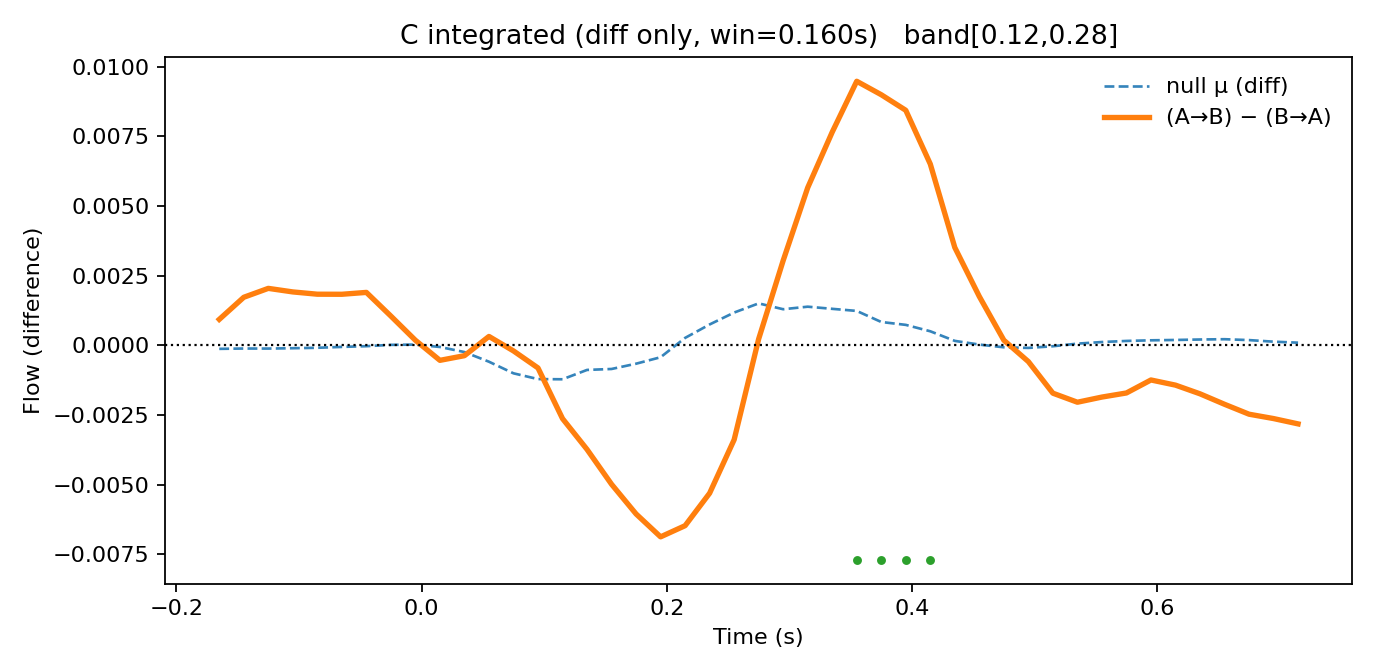 C integrated (diff only, win=0.160s)   band[0.12,0.28]
null μ (diff)
(A→B) − (B→A)
Flow (difference)
0.0100
0.0075
0.0050
0.0025
0.0000
−0.0025
−0.0050
−0.0075
−0.2
0.0
0.2
0.4
0.6
Time (s)